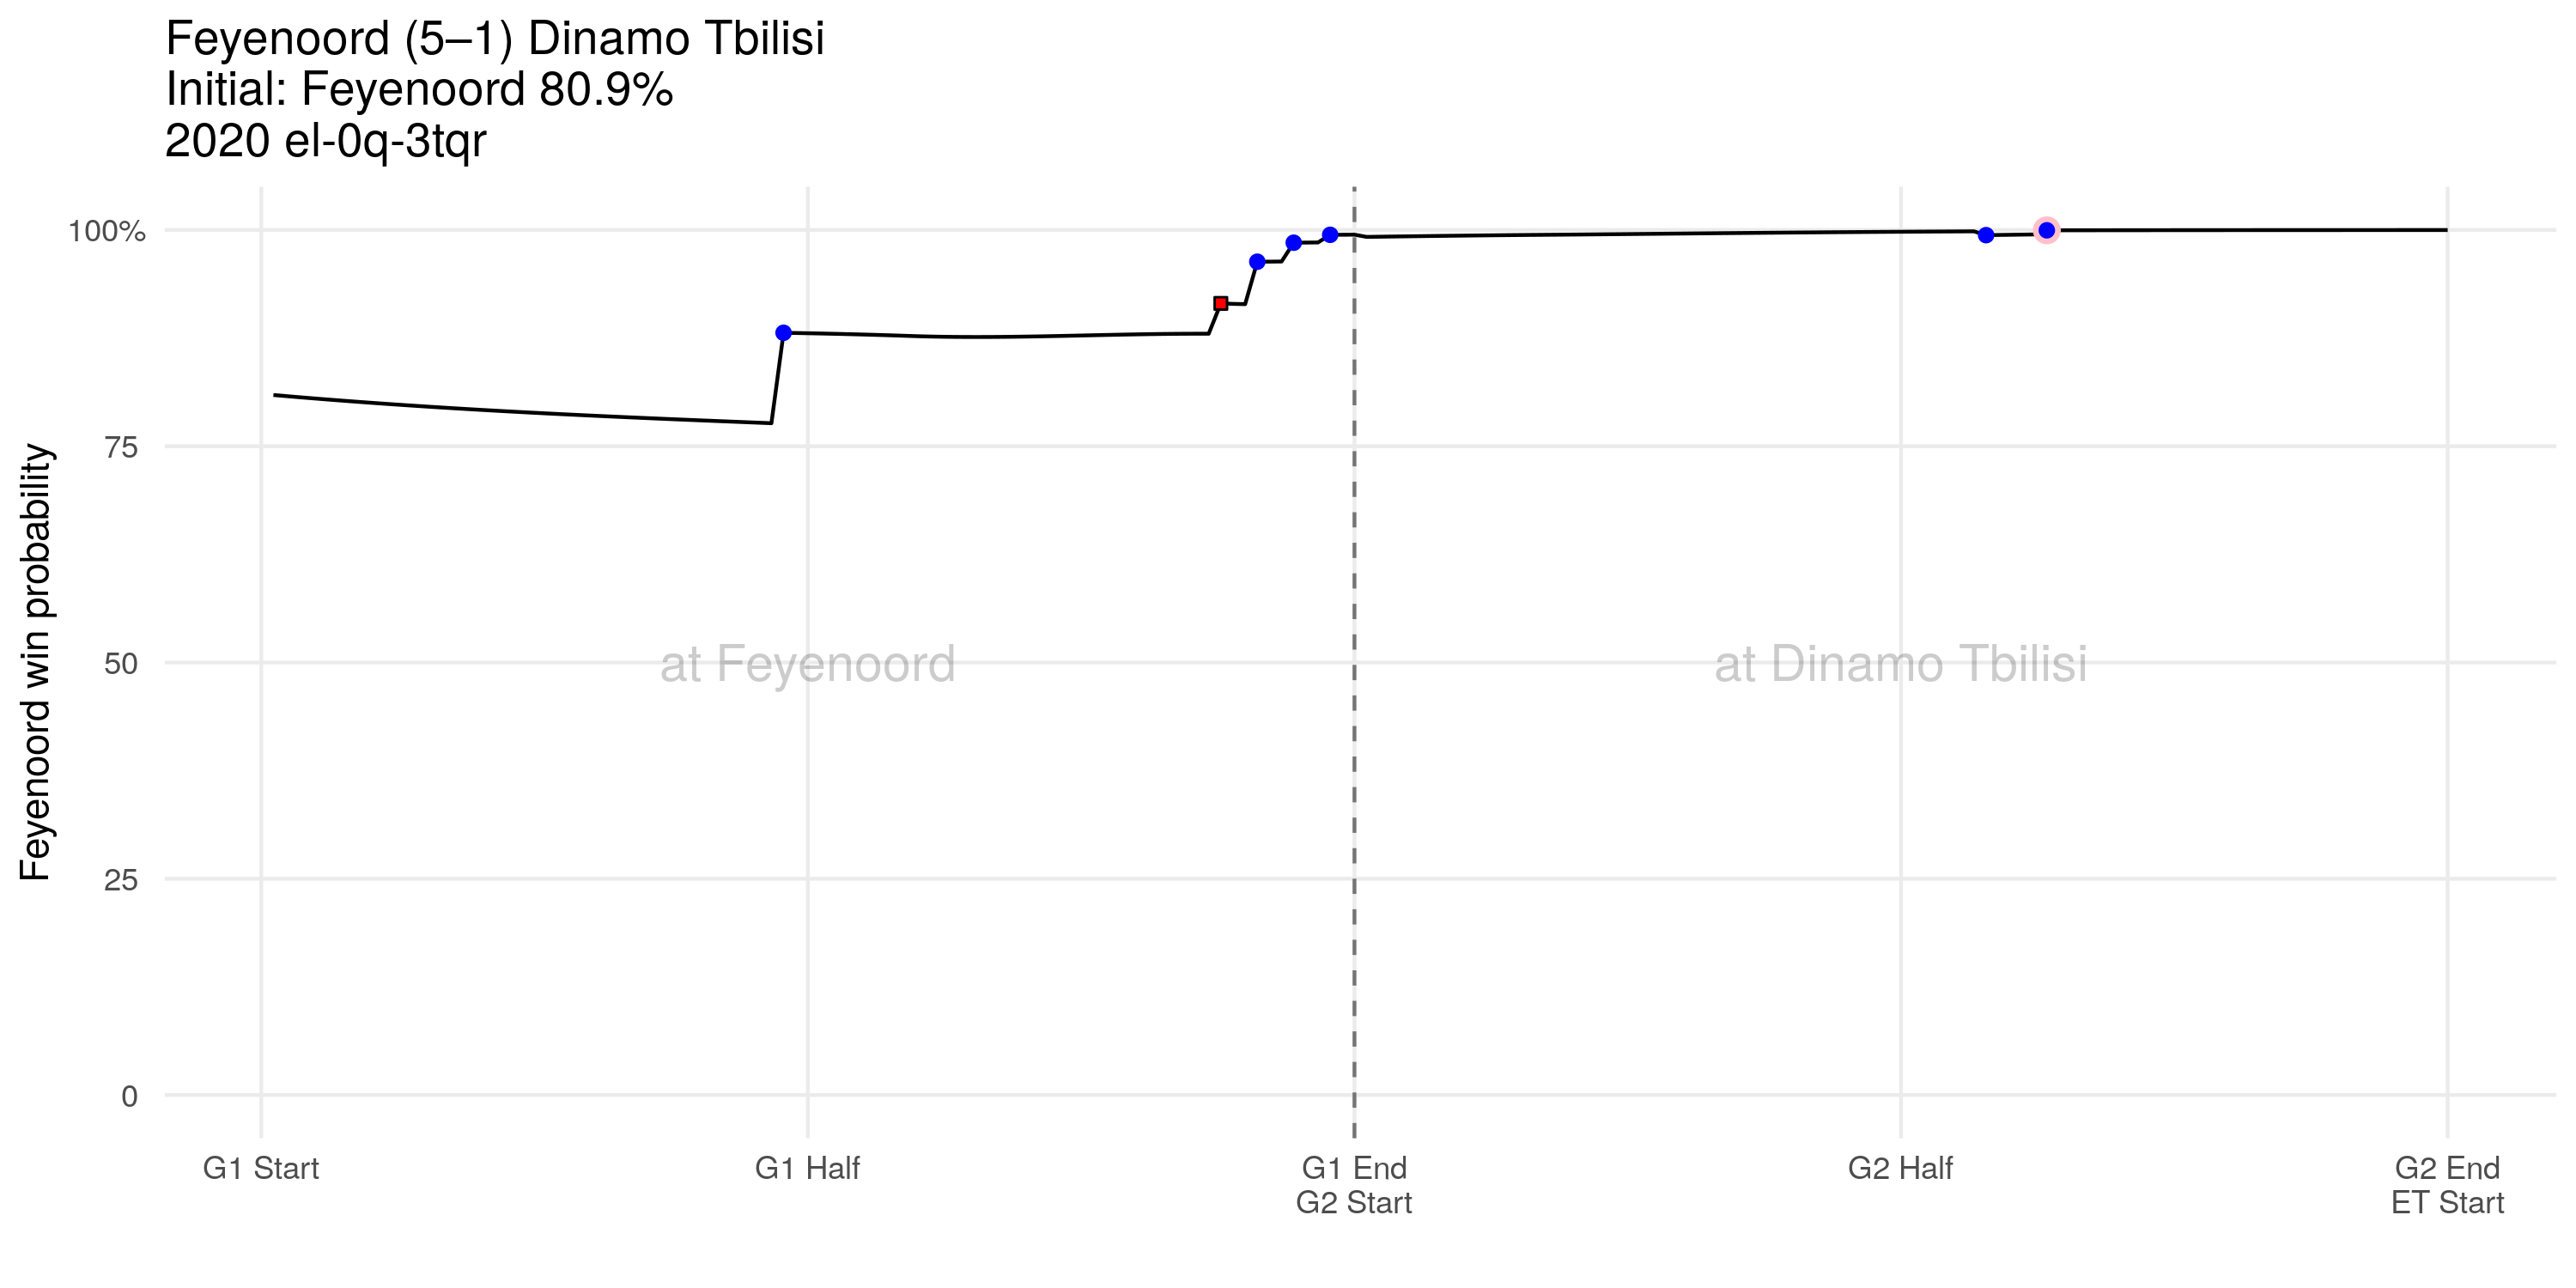 Feyenoord (5–1) Dinamo Tbilisi
Initial: Feyenoord 80.9%
2020 el-0q-3tqr
Feyenoord win probability
100%
75
50
25
0
at Feyenoord
at Dinamo Tbilisi
G1 Start
G1 Half
G1 End
G2 Start
G2 Half
G2 End
ET Start